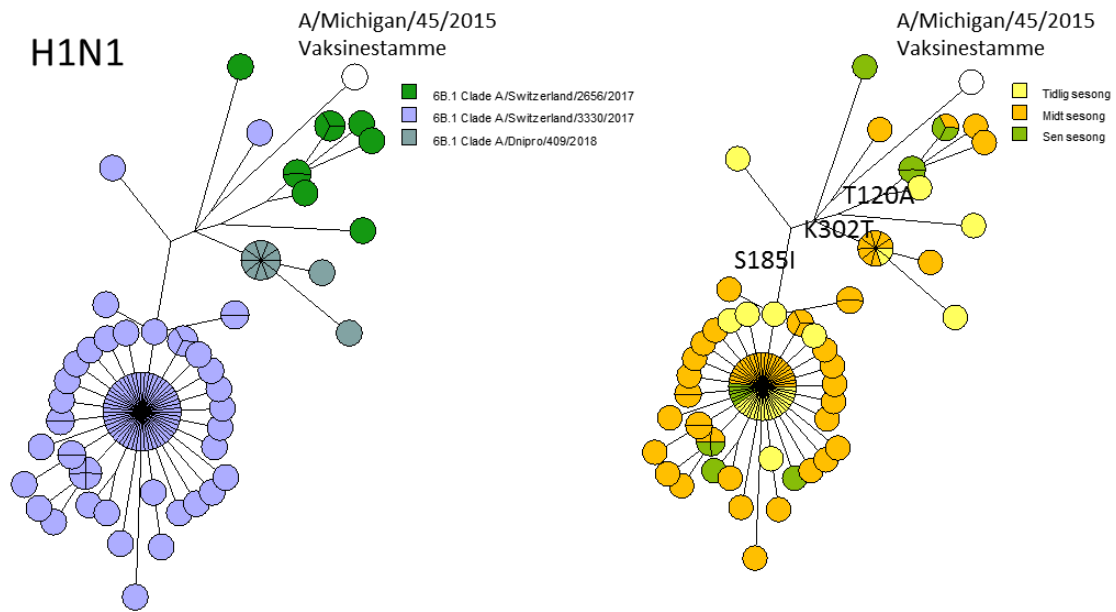 H1N1
A/Michigan/45/2015
Vaksinestamme
6B.1 Clade A/Switzerland/2656/2017
6B.1 Clade A/Switzerland/3330/2017
6B.1 Clade A/Dnipro/409/2018
A/Michigan/45/2015
Vaksinestamme
Tidlig sesong
Midt sesong
Sen sesong
T120A
K302T
S185I